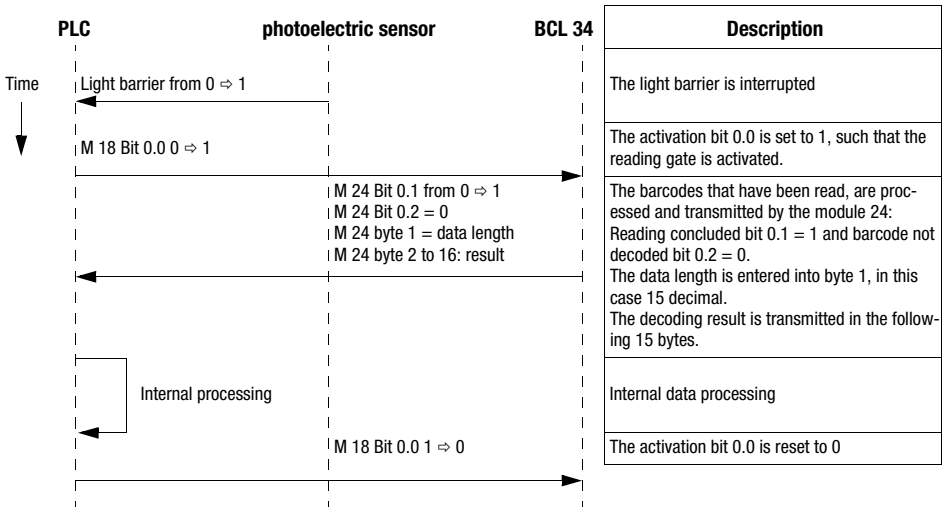 PLC photoelectric sensor BCL 34 Description
Time
Light barrier from 0 ⇨ 1
The light barrier is interrupted
M 18 Bit 0.0 0 ⇨ 1
The activation bit 0.0 is set to 1, such that the
reading gate is activated.
M 24 Bit 0.1 from 0 ⇨ 1
M 24 Bit 0.2 = 0
M 24 byte 1 = data length
M 24 byte 2 to 16: result
The barcodes that have been read, are proc-
essed and transmitted by the module 24:
Reading concluded bit 0.1 = 1 and barcode not
decoded bit 0.2 = 0.
The data length is entered into byte 1, in this
case 15 decimal.
The decoding result is transmitted in the follow-
ing 15 bytes.
Internal processing
Internal data processing
M 18 Bit 0.0 1 ⇨ 0
The activation bit 0.0 is reset to 0